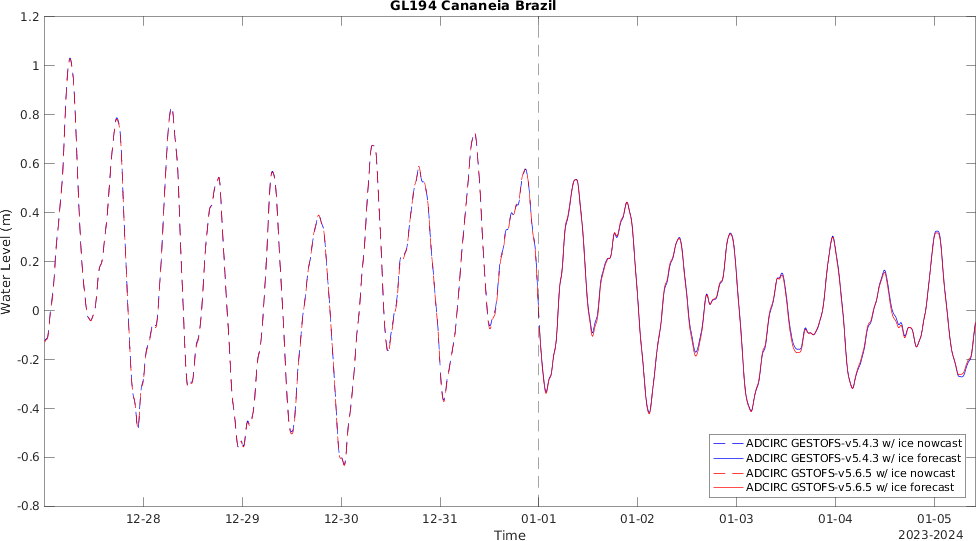 GL194 Cananeia Brazil
1.2
1
0.8
0.6
0.4
0.2
0
-0.2
-0.4
-0.6
-0.8
Water Level (m)
ADCIRC GESTOFS-v5.4.3 w/ ice nowcast
ADCIRC GESTOFS-v5.4.3 w/ ice forecast
ADCIRC GSTOFS-v5.6.5 w/ ice nowcast
ADCIRC GSTOFS-v5.6.5 w/ ice forecast
12-28 12-29 12-30 12-31 01-01 01-02 01-03 01-04 01-05
Time
2023-2024